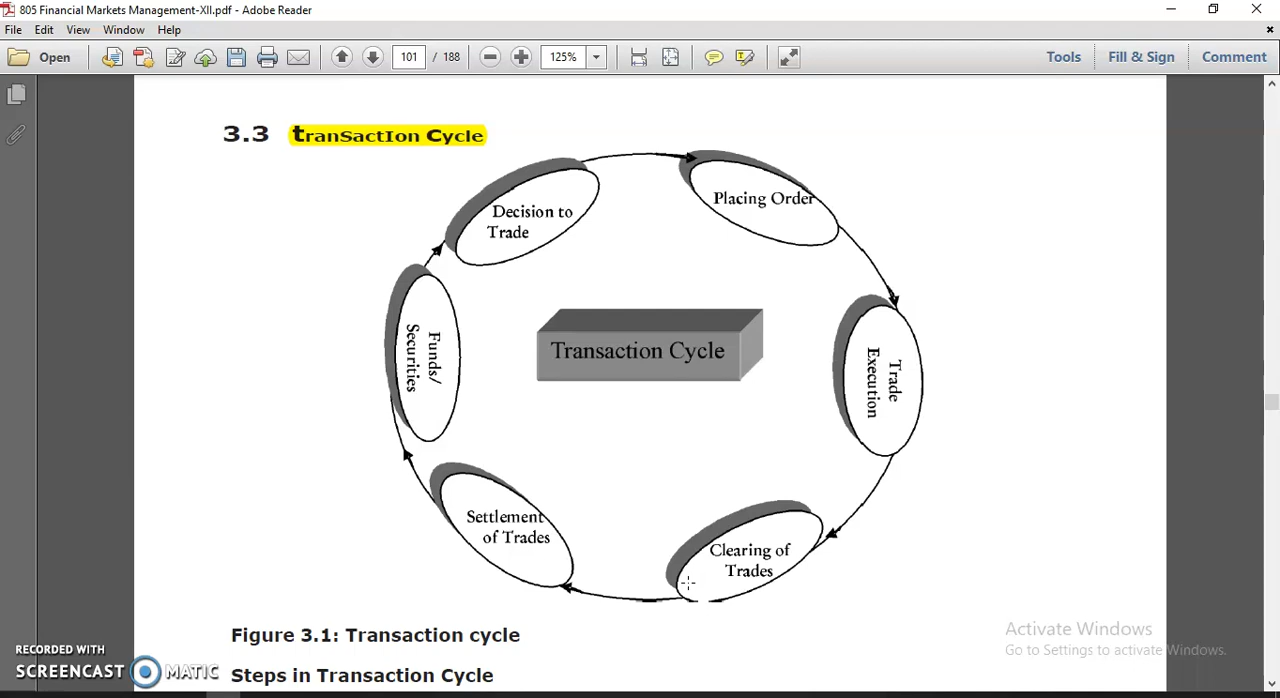 805 Financial Markets Management-XII.pdf - Adobe Reader
File Edit View Window Help
Open 101 / 188 125% Tools Fill & Sign Comment
3.3 tranSactIon Cycle
Decision to
Trade
Placing Order
Funds/
Securities
Transaction Cycle
Trade
Execution
Settlement
of Trades
Clearing of
Trades
Figure 3.1: Transaction cycle
Steps in Transaction Cycle
Activate Windows
Go to Settings to activate Windows.
RECORDED WITH
SCREENCAST MATIC